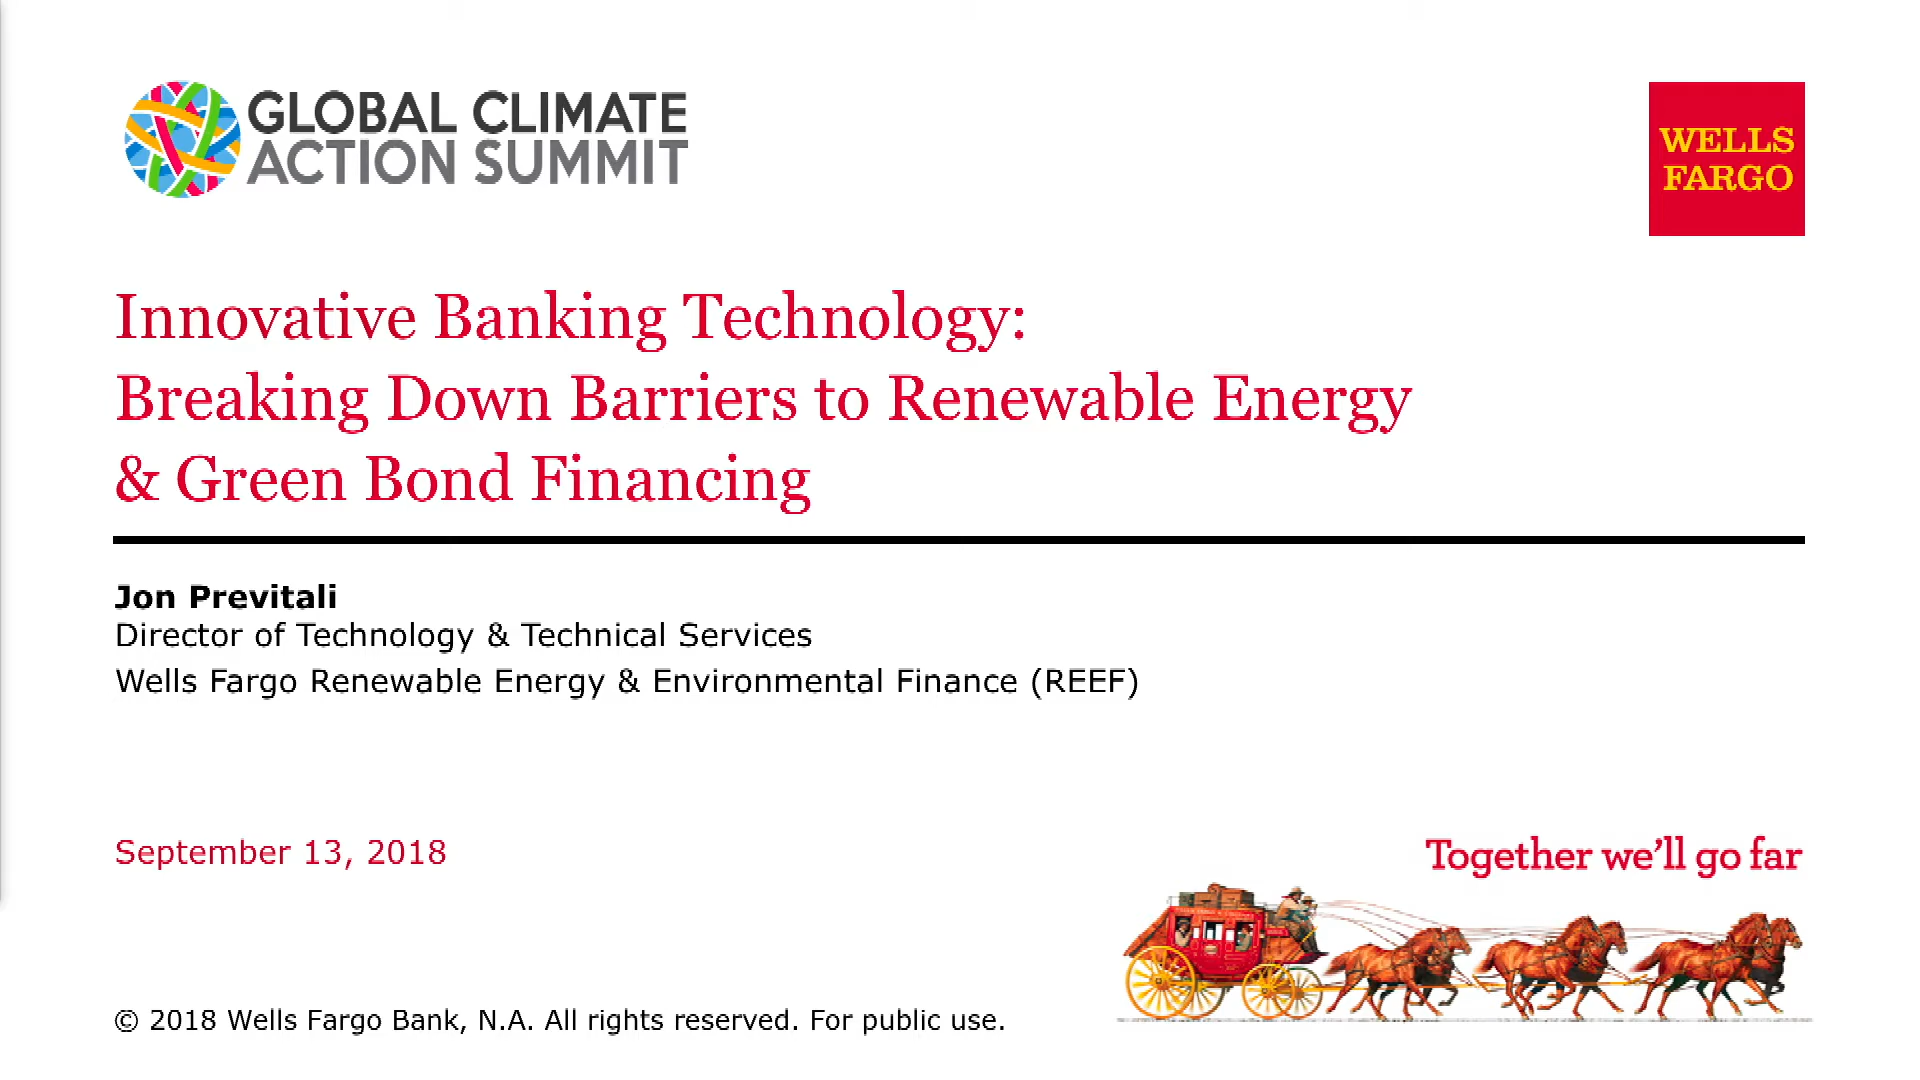 GLOBAL CLIMATE
ACTION SUMMIT
WELLS
FARGO
Innovative Banking Technology:
Breaking Down Barriers to Renewable Energy
& Green Bond Financing
Jon Previtali
Director of Technology & Technical Services
Wells Fargo Renewable Energy & Environmental Finance (REEF)
September 13, 2018
Together we’ll go far
© 2018 Wells Fargo Bank, N.A. All rights reserved. For public use.